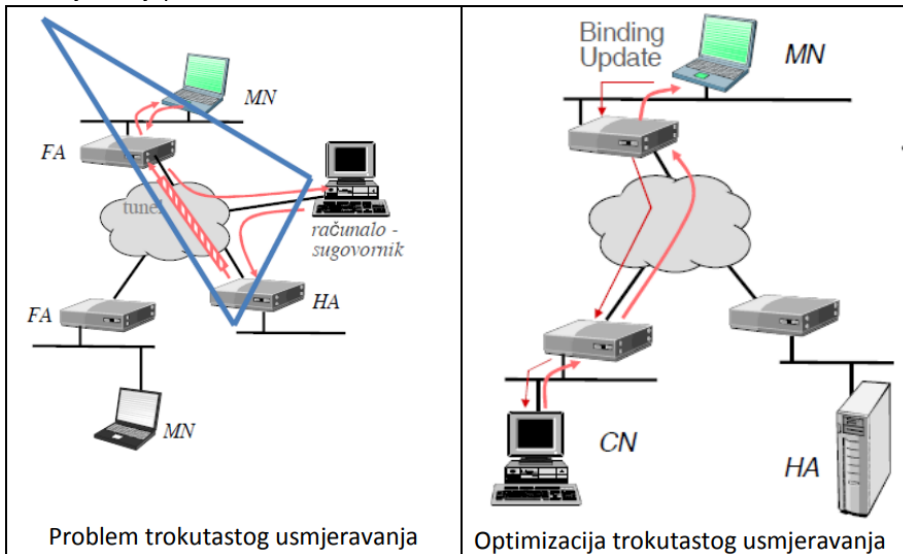 MN
FA
tunel
računalo -
sugovornik
FA
HA
MN
Problem trokutastog usmjeravanja
Binding
Update
MN
CN
HA
Optimizacija trokutastog usmjeravanja